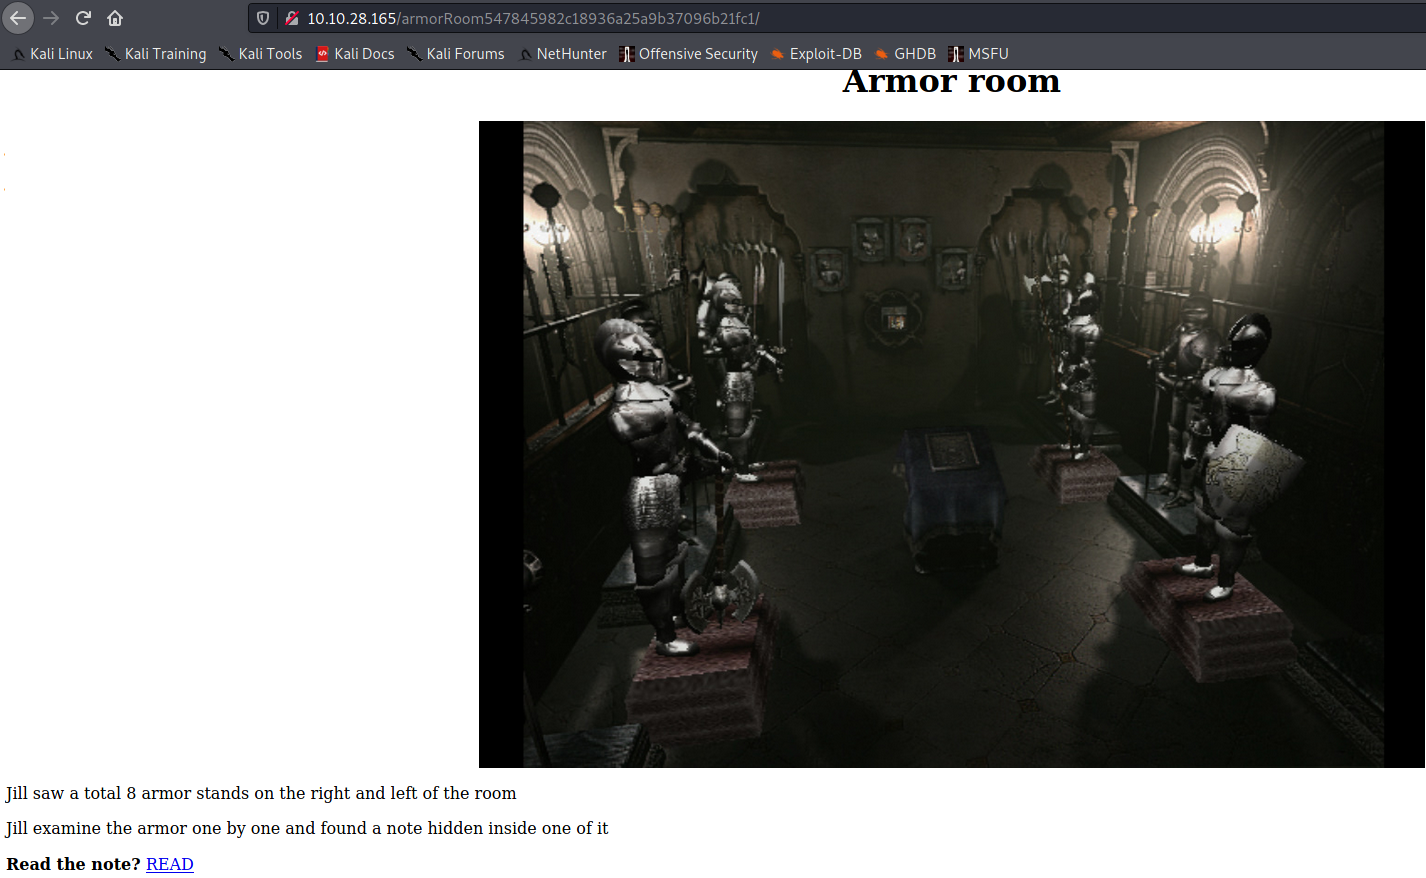 10.10.28.165/armorRoom547845982c18936a25a9b37096b21fc1/
Kali Linux Kali Training Kali Tools Kali Docs Kali Forums NetHunter Offensive Security Exploit-DB GHDB MSFU
Armor room
Jill saw a total 8 armor stands on the right and left of the room
Jill examine the armor one by one and found a note hidden inside one of it
Read the note? READ